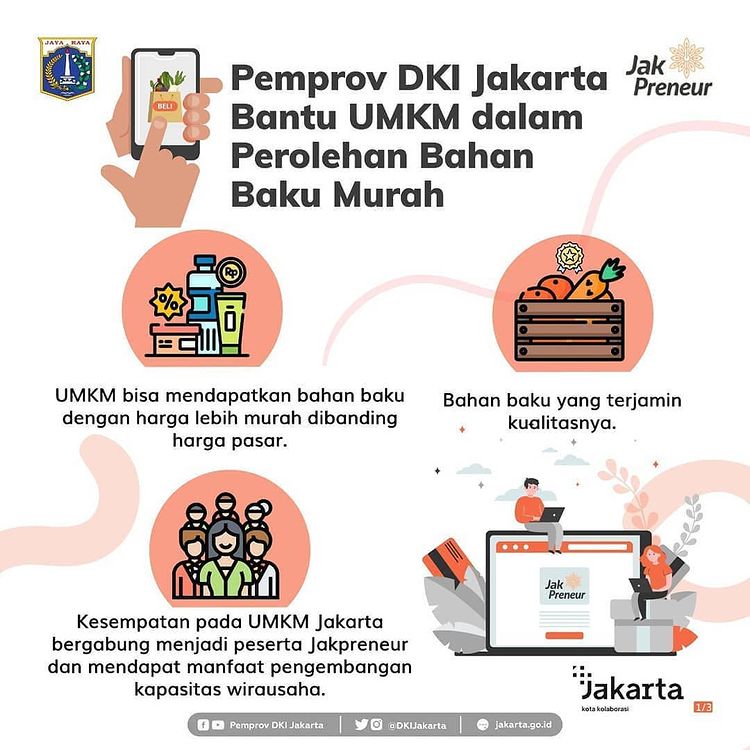 JAYA RAYA
BELI
Pemprov DKI Jakarta
Bantu UMKM dalam
Perolehan Bahan
Baku Murah
Jak
Preneur
%
Rp
UMKM bisa mendapatkan bahan baku
dengan harga lebih murah dibanding
harga pasar.
Bahan baku yang terjamin
kualitasnya.
Kesempatan pada UMKM Jakarta
bergabung menjadi peserta Jakpreneur
dan mendapat manfaat pengembangan
kapasitas wirausaha.
Jak
Preneur
Jakarta
kota kolaborasi
1/3
Pemprov DKI Jakarta
@DKIJakarta
jakarta.go.id